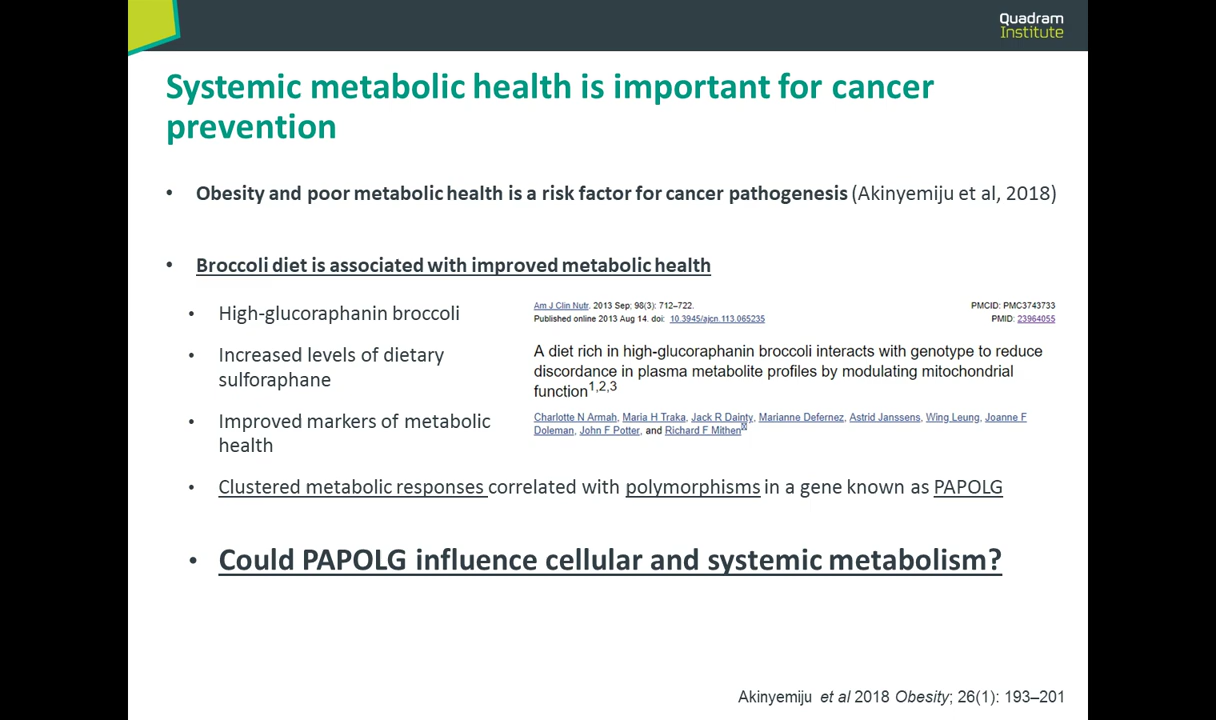 Quadram
Institute
Systemic metabolic health is important for cancer
prevention
• Obesity and poor metabolic health is a risk factor for cancer pathogenesis (Akinyemiju et al, 2018)
• Broccoli diet is associated with improved metabolic health
• High-glucoraphanin broccoli
• Increased levels of dietary
sulforaphane
• Improved markers of metabolic
health
Am J Clin Nutr. 2013 Sep; 98(3): 712–722. PMCID: PMC3743733
Published online 2013 Aug 14. doi: 10.3945/ajcn.113.065235 PMID: 23964055
A diet rich in high-glucoraphanin broccoli interacts with genotype to reduce
discordance in plasma metabolite profiles by modulating mitochondrial
function1,2,3
Charlotte N Armah, Maria H Traka, Jack R Dainty, Marianne Defernez, Astrid Janssens, Wing Leung, Joanne F
Doleman, John F Potter, and Richard F Mithen
• Clustered metabolic responses correlated with polymorphisms in a gene known as PAPOLG
• Could PAPOLG influence cellular and systemic metabolism?
Akinyemiju et al 2018 Obesity; 26(1): 193–201